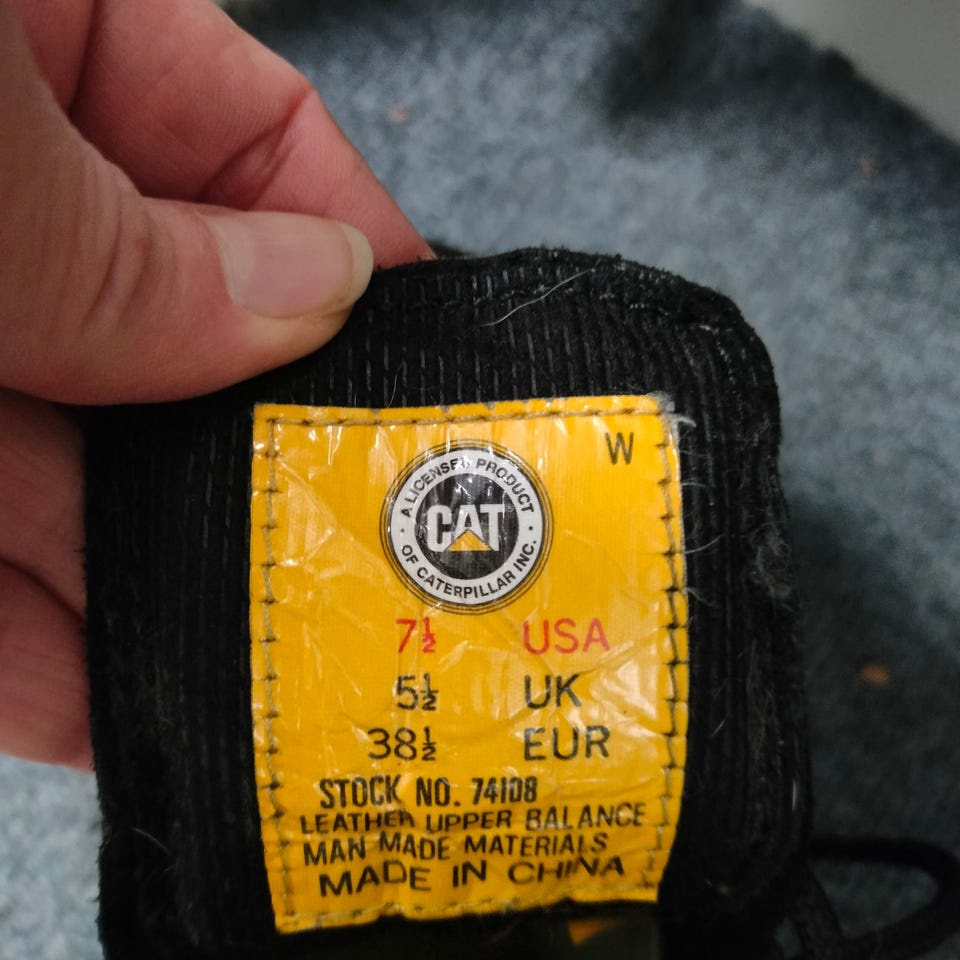 W
A LICENSED PRODUCT
CAT
OF CATERPILLAR INC.
7½ USA
5½ UK
38½ EUR
STOCK NO. 74108
LEATHER UPPER BALANCE
MAN MADE MATERIALS
MADE IN CHINA